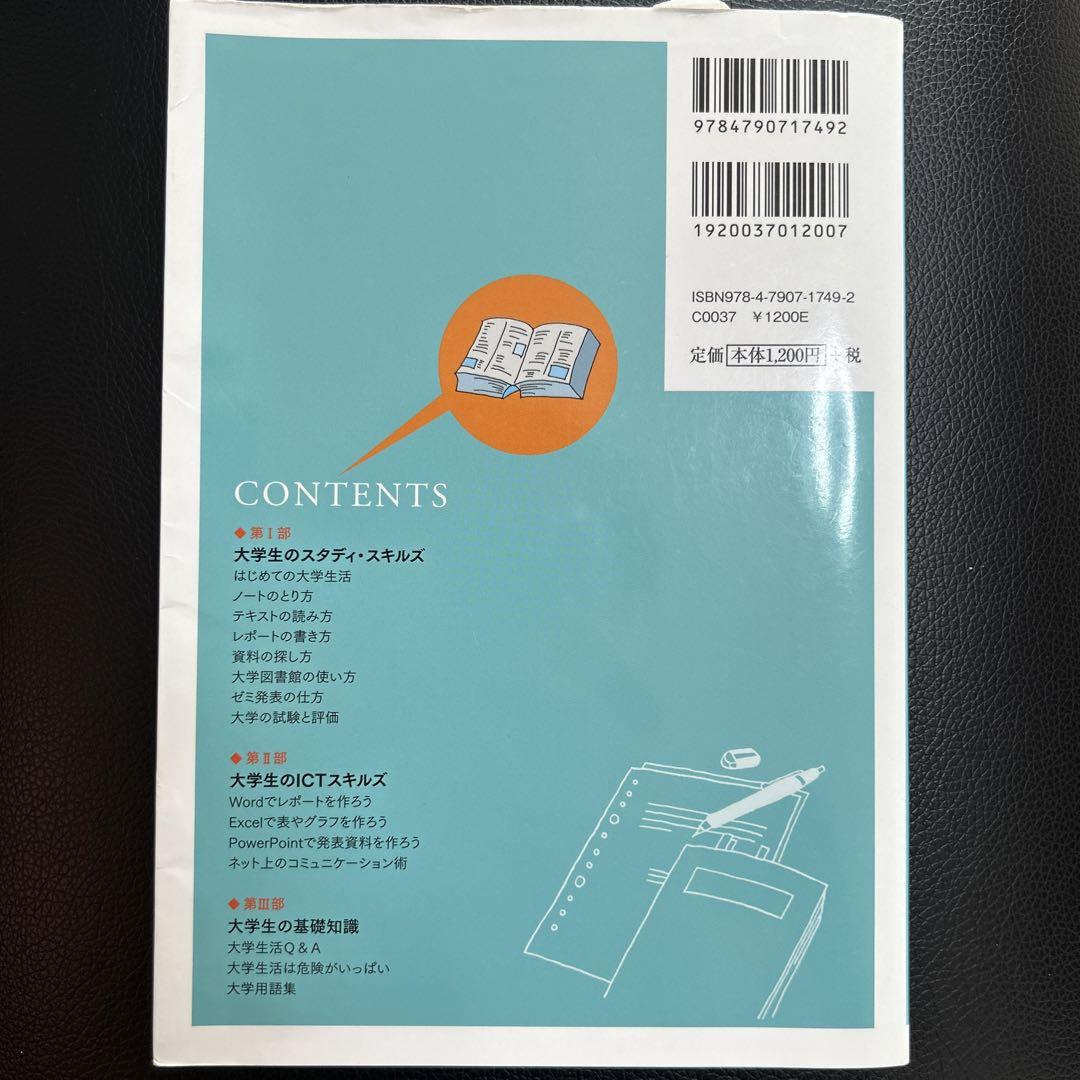 9784790717492
1920037012007
ISBN978-4-7907-1749-2
C0037 ¥1200E
定価 本体1,200円 +税
CONTENTS
◆第Ⅰ部
大学生のスタディ・スキルズ
はじめての大学生活
ノートのとり方
テキストの読み方
レポートの書き方
資料の探し方
大学図書館の使い方
ゼミ発表の仕方
大学の試験と評価
◆第Ⅱ部
大学生のICTスキルズ
Wordでレポートを作ろう
Excelで表やグラフを作ろう
PowerPointで発表資料を作ろう
ネット上のコミュニケーション術
◆第Ⅲ部
大学生の基礎知識
大学生活Q&A
大学生活は危険がいっぱい
大学用語集